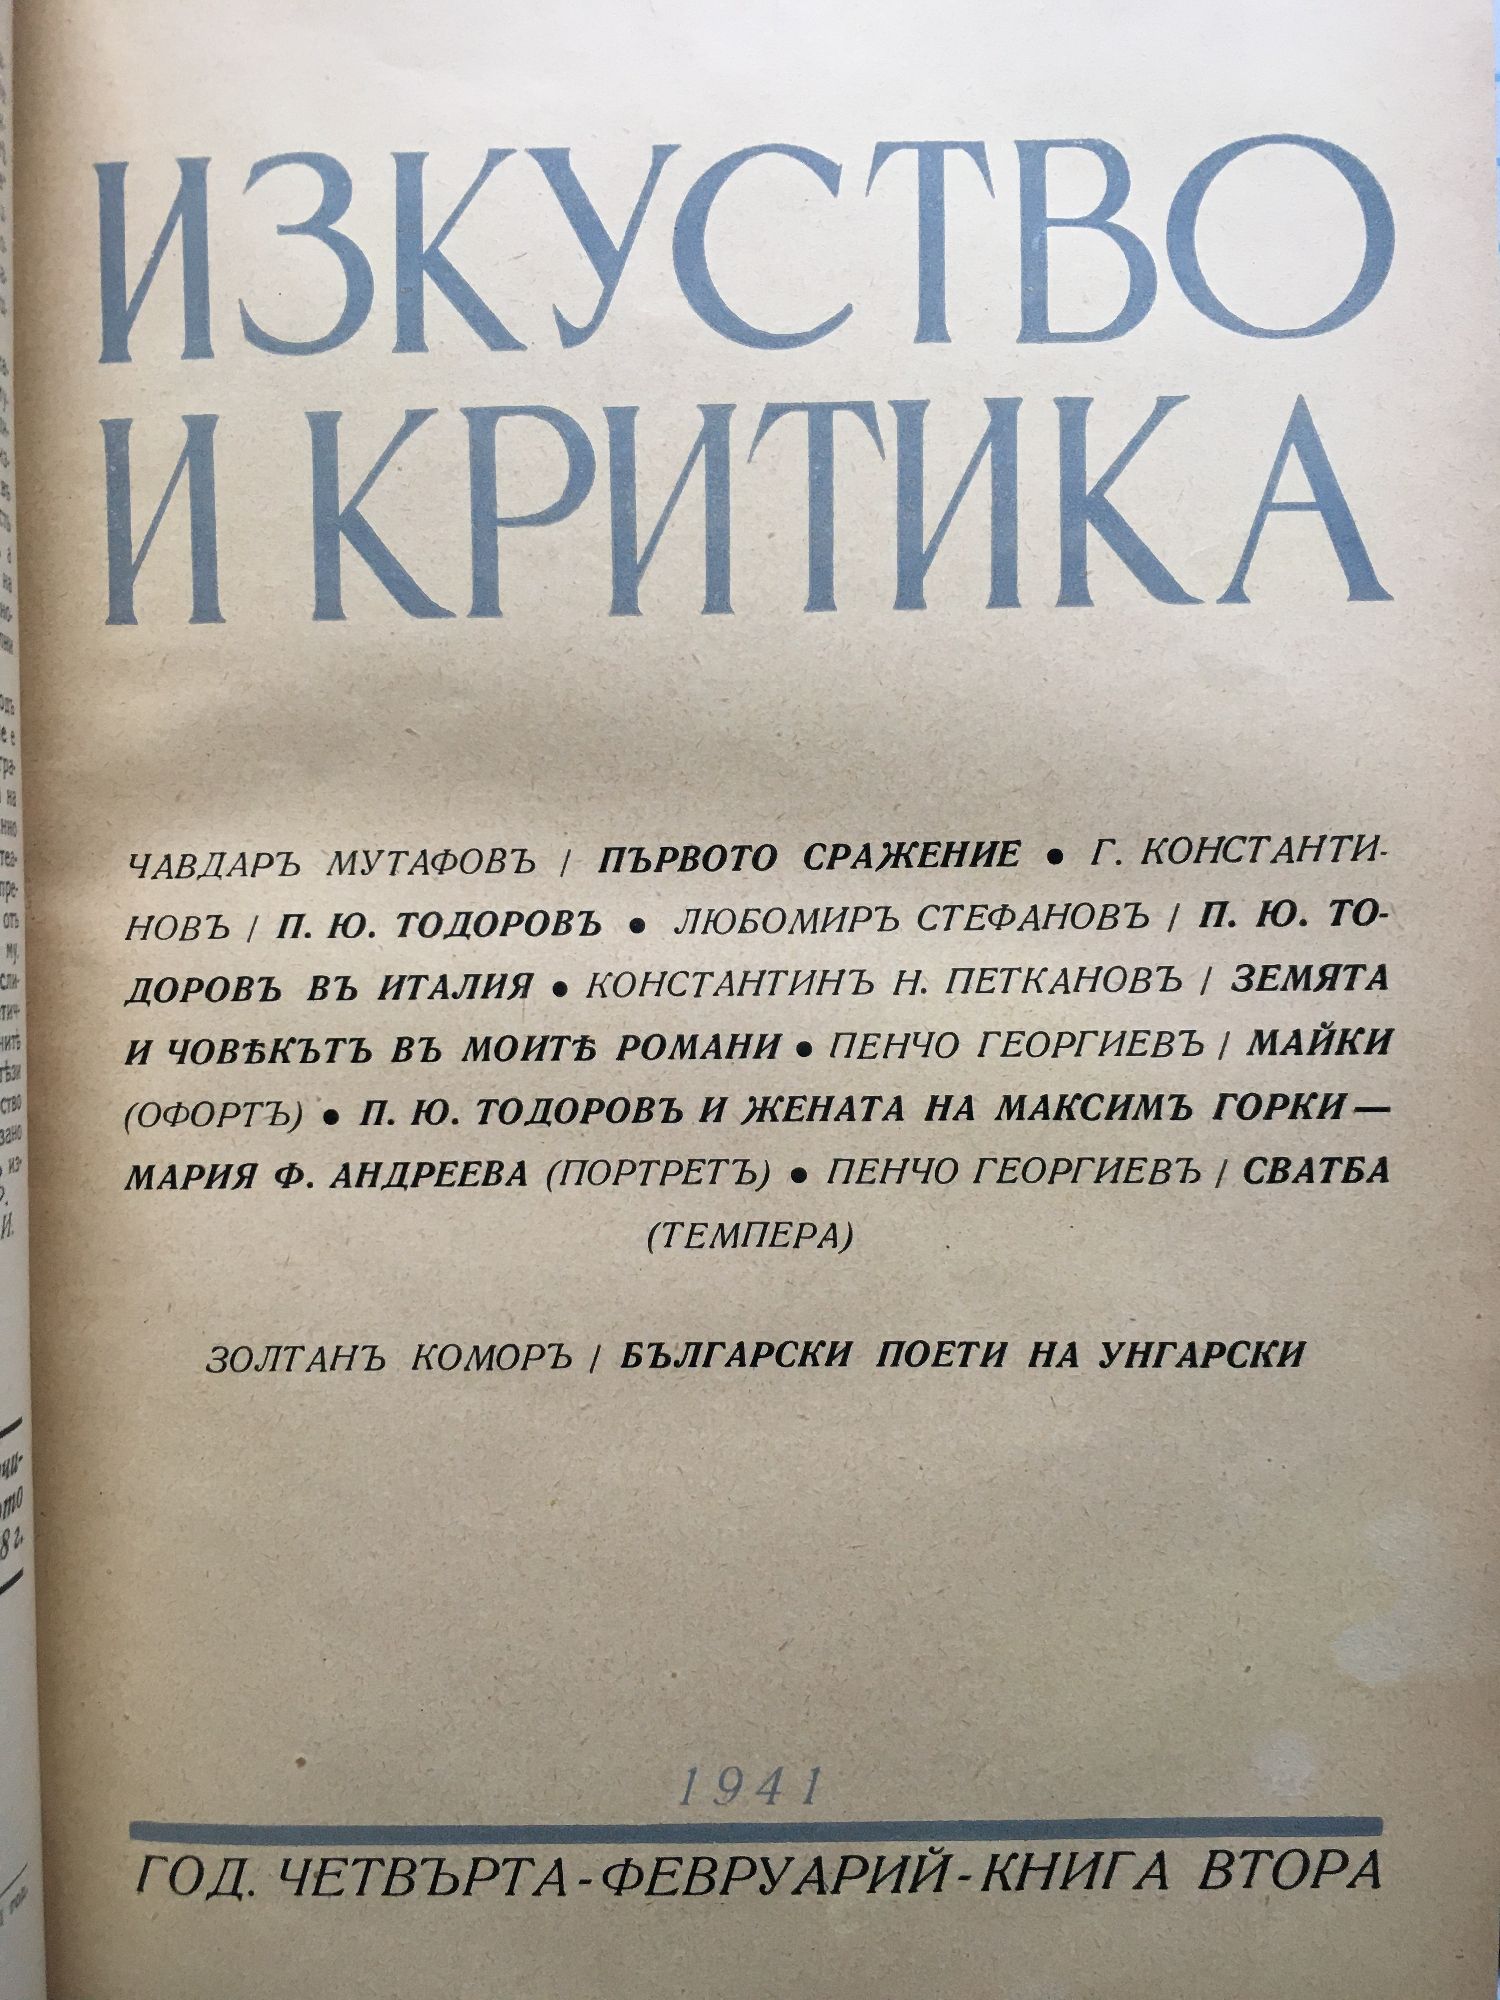 ИЗКУСТВО
И КРИТИКА
ЧАВДАРЪ МУТАФОВЪ / ПЪРВОТО СРАЖЕНИЕ ● Г. КОНСТАНТИ-
НОВЪ / П. Ю. ТОДОРОВЪ ● ЛЮБОМИРЪ СТЕФАНОВЪ / П. Ю. ТО-
ДОРОВЪ ВЪ ИТАЛИЯ ● КОНСТАНТИНЪ Н. ПЕТКАНОВЪ / ЗЕМЯТА
И ЧОВѢКЪТЪ ВЪ МОИТѢ РОМАНИ ● ПЕНЧО ГЕОРГИЕВЪ / МАЙКИ
(ОФОРТЪ) ● П. Ю. ТОДОРОВЪ И ЖЕНАТА НА МАКСИМЪ ГОРКИ —
МАРИЯ Ф. АНДРЕЕВА (ПОРТРЕТЪ) ● ПЕНЧО ГЕОРГИЕВЪ / СВАТБА
(ТЕМПЕРА)
ЗОЛТАНЪ КОМОРЪ / БЪЛГАРСКИ ПОЕТИ НА УНГАРСКИ
1941
ГОД. ЧЕТВЪРТА - ФЕВРУАРИЙ - КНИГА ВТОРА